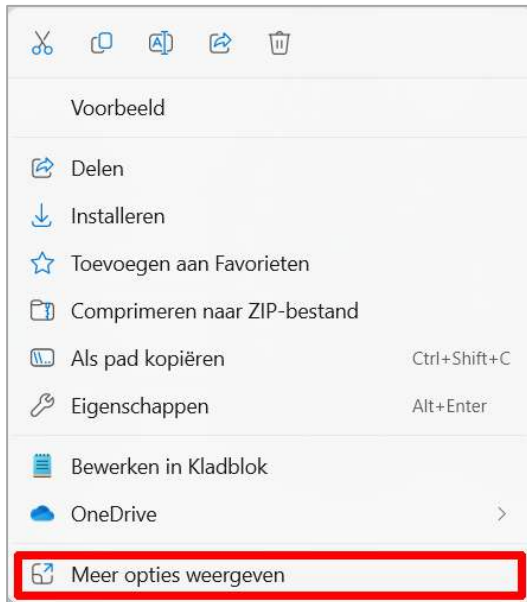 Voorbeeld
Delen
Installeren
Toevoegen aan Favorieten
Comprimeren naar ZIP-bestand
Als pad kopiëren Ctrl+Shift+C
Eigenschappen Alt+Enter
Bewerken in Kladblok
OneDrive
Meer opties weergeven